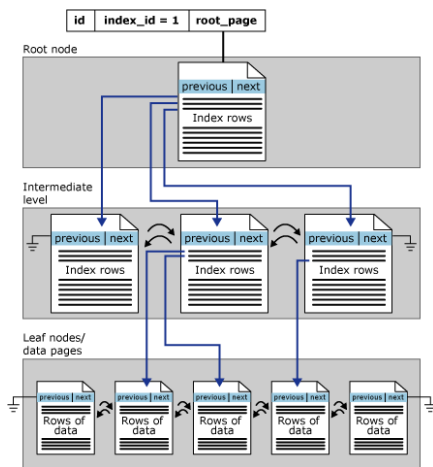 id index_id = 1 root_page
Root node
previous next
Index rows
Intermediate
level
previous next previous next previous next
Index rows Index rows Index rows
Leaf nodes/
data pages
previous next previous next previous next previous next previous next
Rows of Rows of Rows of Rows of Rows of
data data data data data